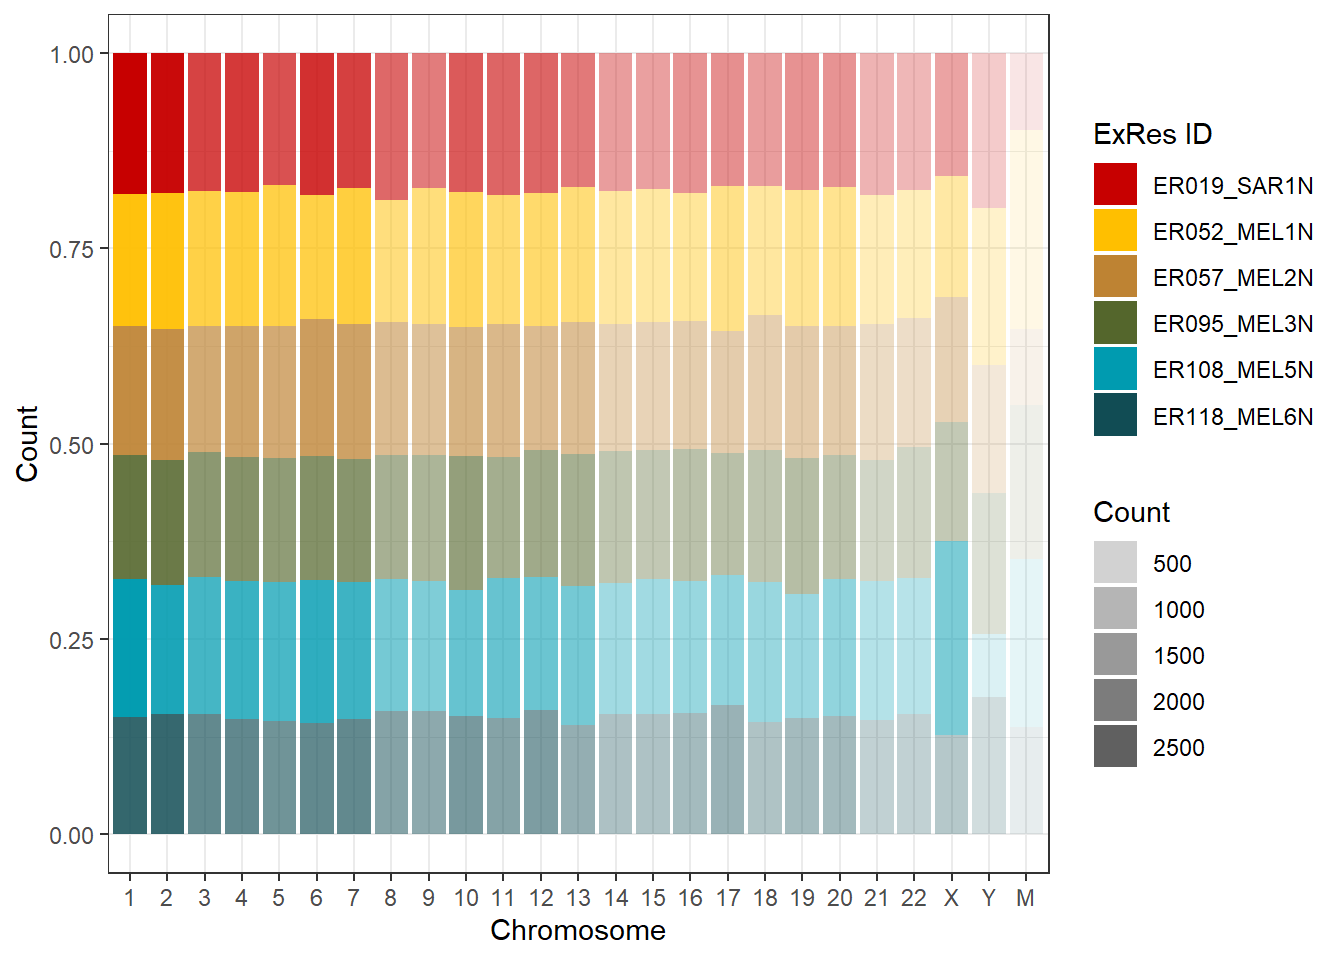 1.00
0.75
0.50
0.25
0.00
Count
1 2 3 4 5 6 7 8 9 10 11 12 13 14 15 16 17 18 19 20 21 22 X Y M
Chromosome
ExRes ID
ER019_SAR1N
ER052_MEL1N
ER057_MEL2N
ER095_MEL3N
ER108_MEL5N
ER118_MEL6N
Count
500
1000
1500
2000
2500